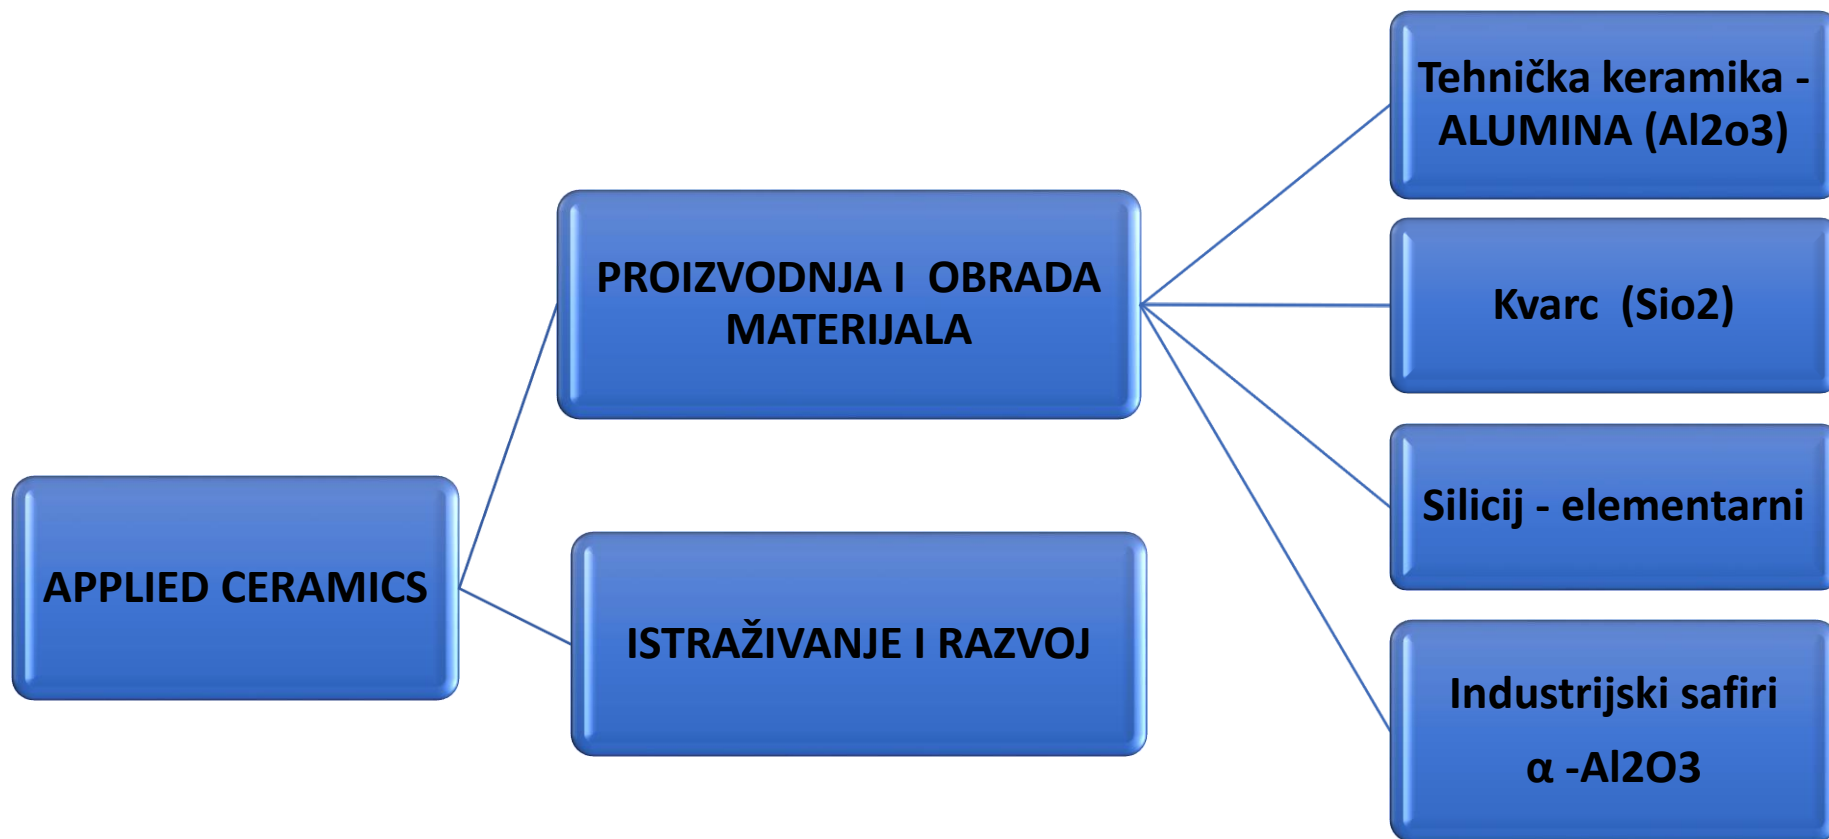 APPLIED CERAMICS
PROIZVODNJA I  OBRADA
MATERIJALA
ISTRAŽIVANJE I RAZVOJ
Tehnička keramika -
ALUMINA (Al2o3)
Kvarc  (Sio2)
Silicij - elementarni
Industrijski safiri
α -Al2O3